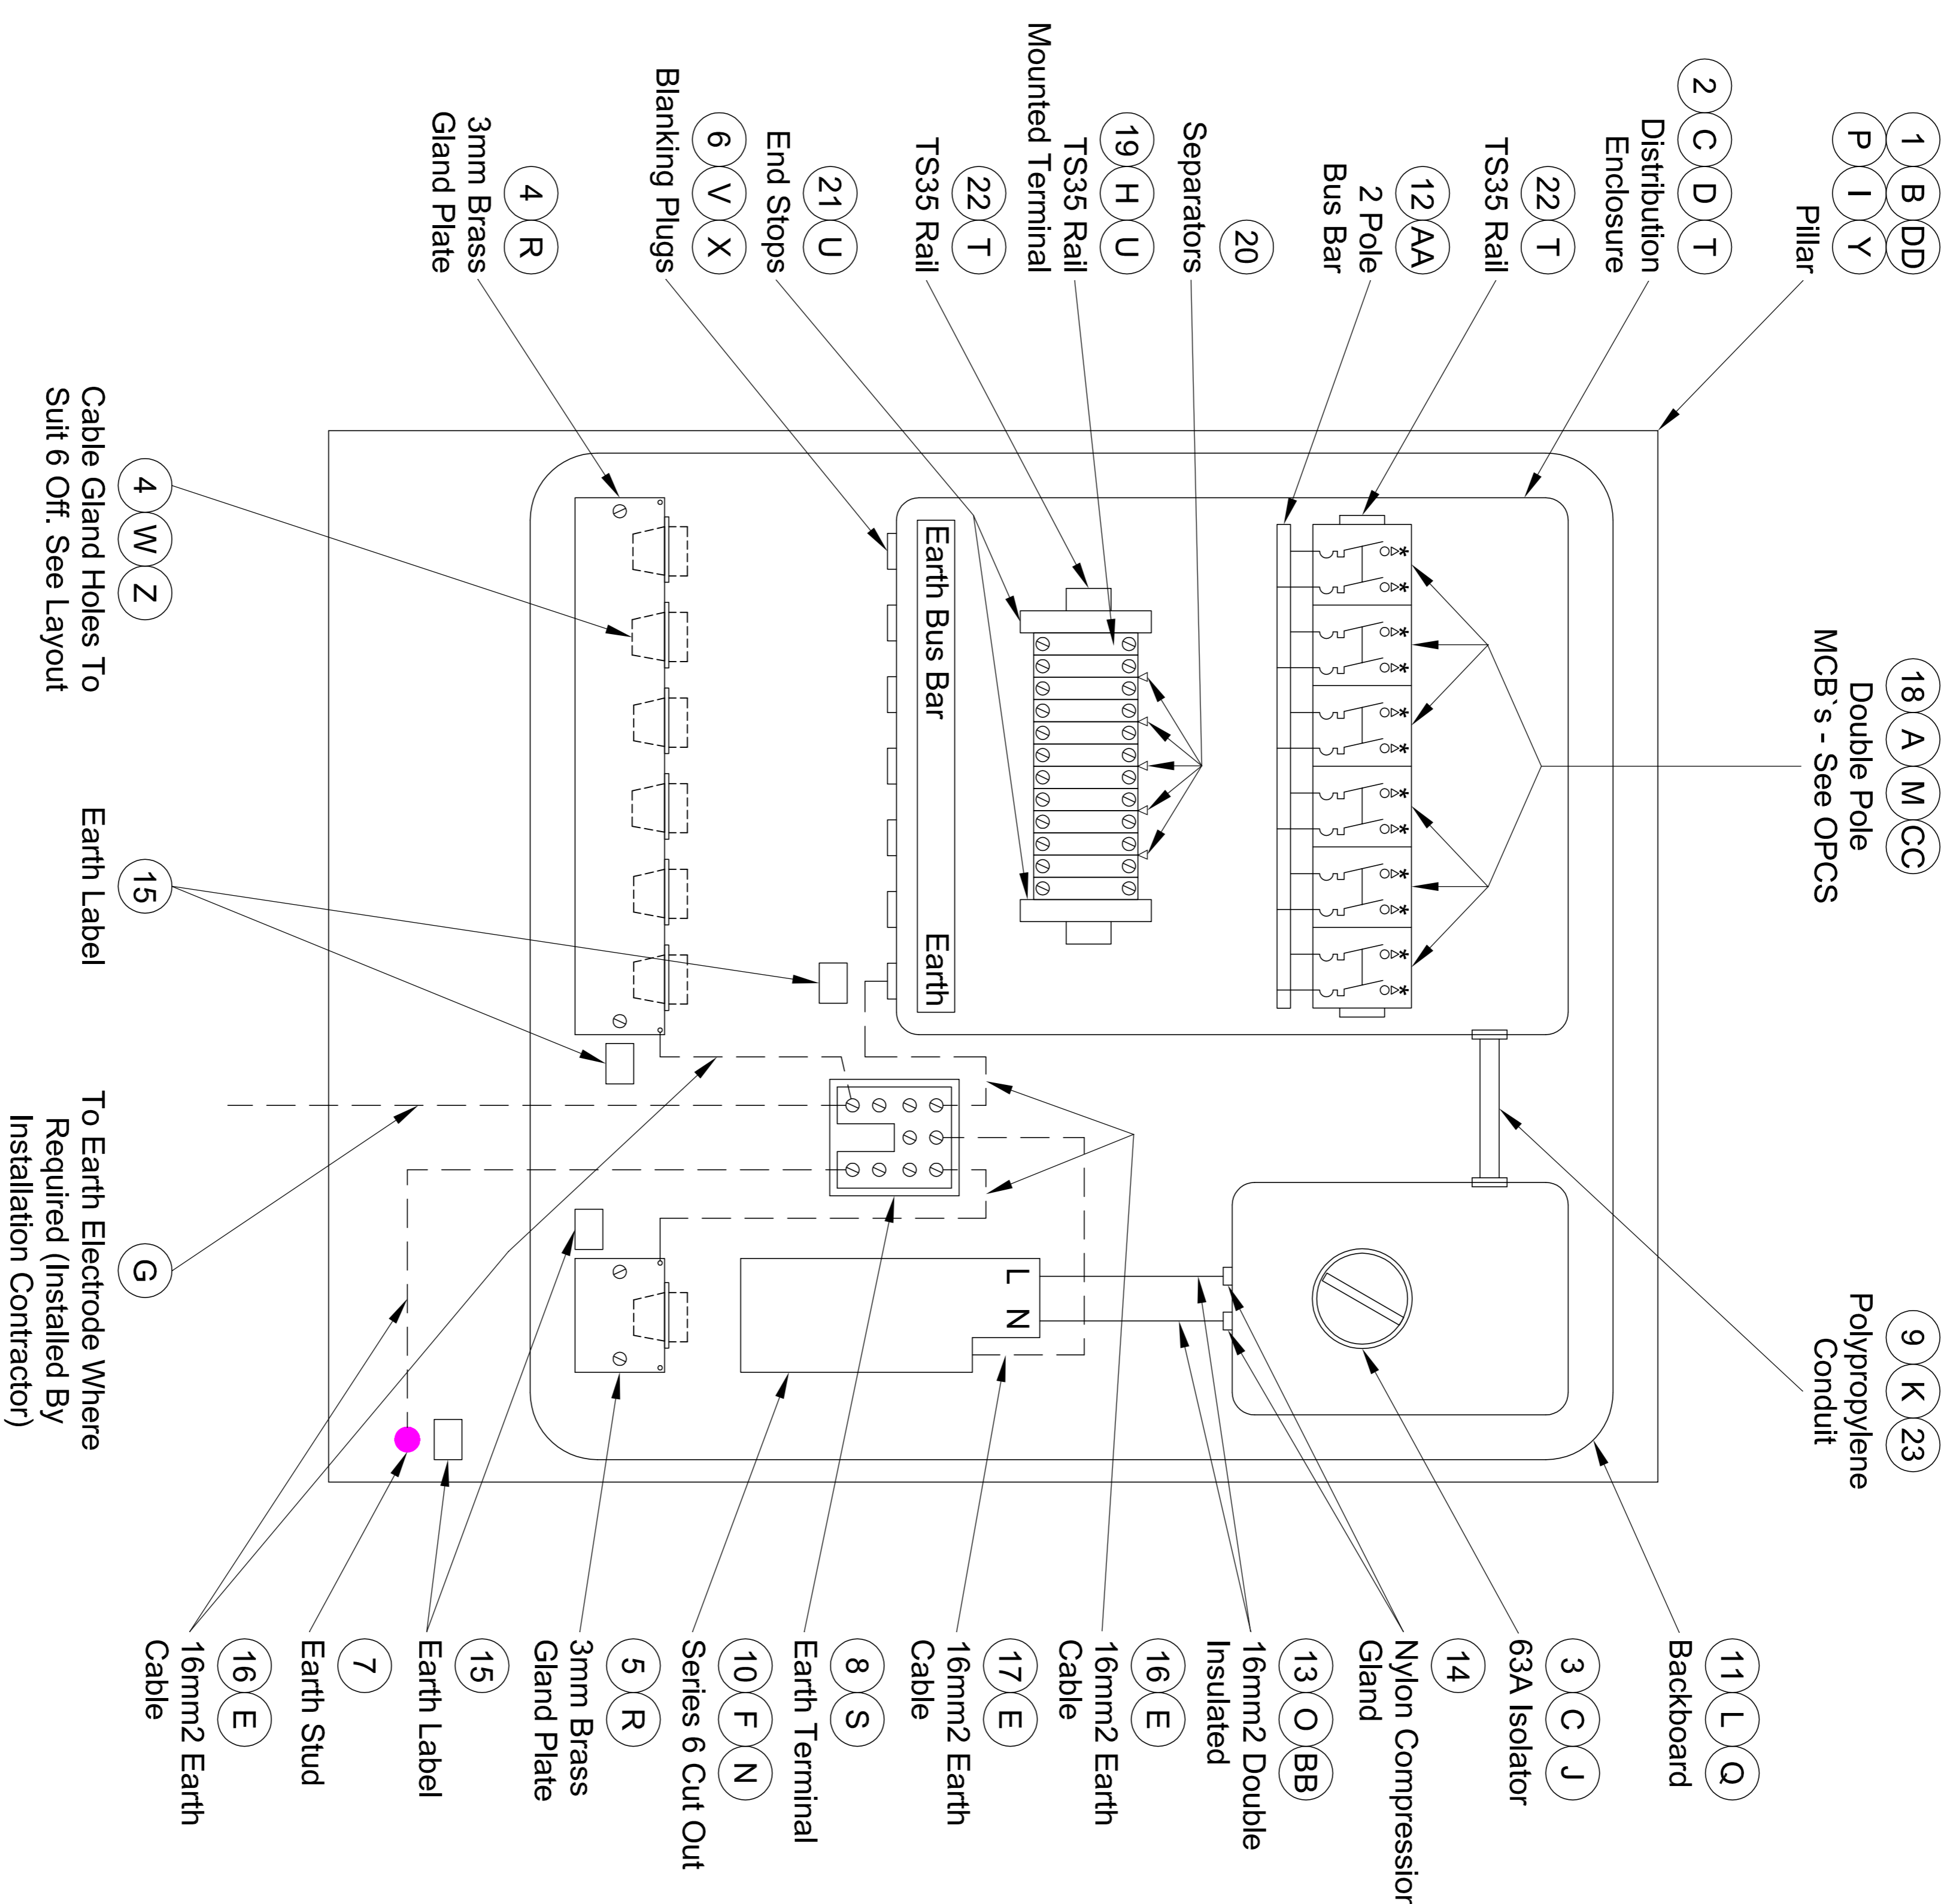 1 B DD
P I Y
Pillar
2 C D T
Distribution
Enclosure
22 T
TS35 Rail
12 AA
2 Pole
Bus Bar
20
Separators
19 H U
TS35 Rail
Mounted Terminal
22 T
TS35 Rail
21 U
End Stops
6 V X
Blanking Plugs
4 R
3mm Brass
Gland Plate
18 A M CC
Double Pole
MCB`s - See OPCS
9 K 23
Polypropylene
Conduit
* * * * * * * * * * * *
Earth Bus Bar
Earth
L N
11 L Q
Backboard
3 C J
63A Isolator
14
Nylon Compression
Gland
13 O BB
16mm2 Double
Insulated
16 E
16mm2 Earth
Cable
17 E
16mm2 Earth
Cable
8 S
Earth Terminal
10 F N
Series 6 Cut Out
5 R
3mm Brass
Gland Plate
15
Earth Label
7
Earth Stud
16 E
16mm2 Earth
Cable
4 W Z
Cable Gland Holes To
Suit 6 Off. See Layout
15
Earth Label
G
To Earth Electrode Where
Required (Installed By
Installation Contractor)